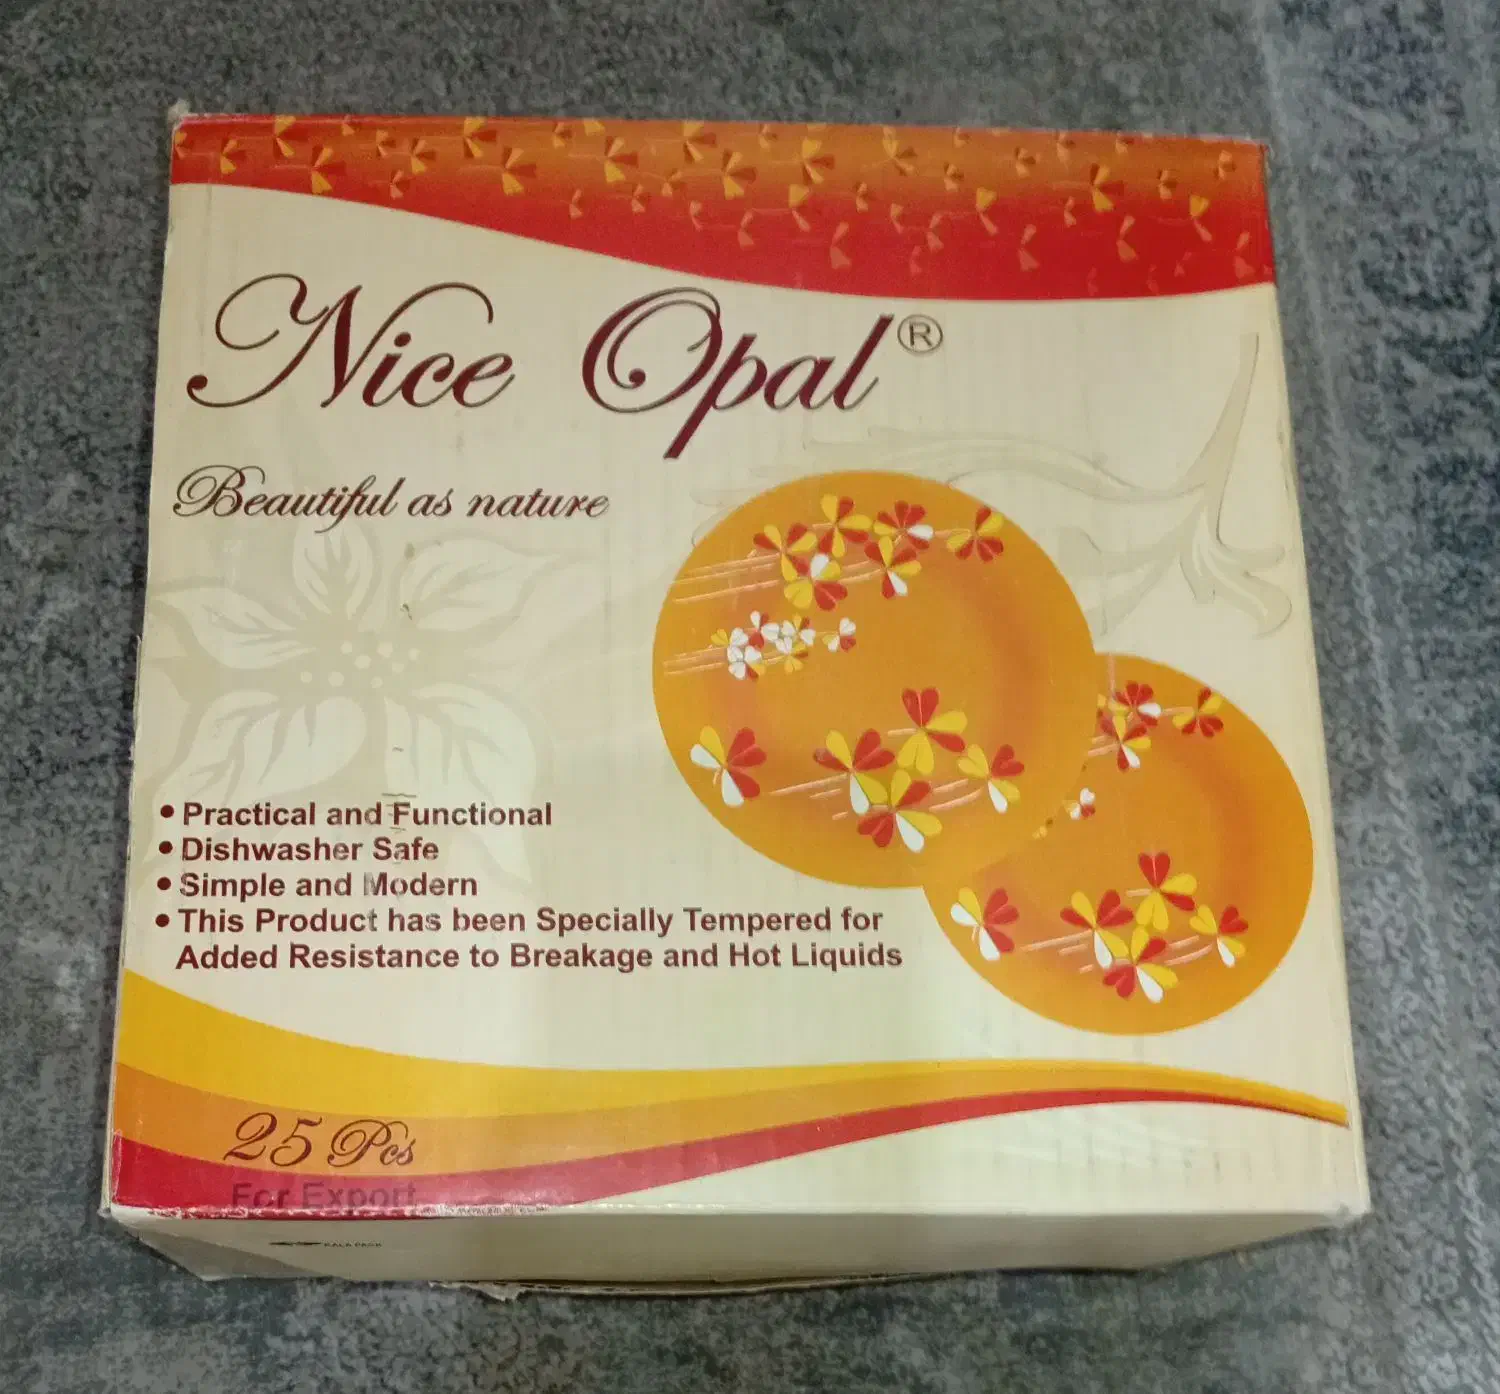 Nice Opal®
Beautiful as nature
• Practical and Functional
• Dishwasher Safe
• Simple and Modern
• This Product has been Specially Tempered for
Added Resistance to Breakage and Hot Liquids
25 Pcs
For Export